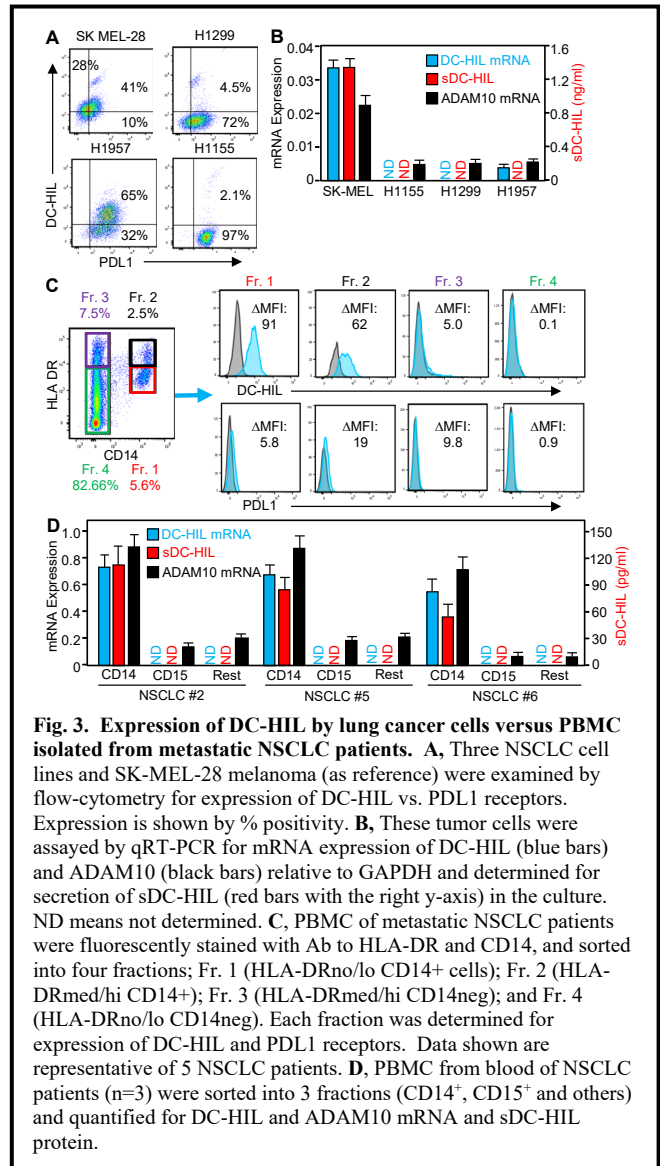 A
SK MEL-28
H1299
28%
41%
10%
4.5%
72%
H1957
H1155
65%
32%
2.1%
97%
DC-HIL
PDL1
B
0.04
0.03
0.02
0.01
0
mRNA Expression
DC-HIL mRNA
sDC-HIL
ADAM10 mRNA
1.6
1.2
0.8
0.4
0
sDC-HIL (ng/ml)
ND
ND
ND
ND
ND
SK-MEL
H1155
H1299
H1957
C
Fr. 3
7.5%
Fr. 2
2.5%
HLA DR
CD14
Fr. 4
82.66%
Fr. 1
5.6%
Fr. 1
Fr. 2
Fr. 3
Fr. 4
ΔMFI:
91
ΔMFI:
62
ΔMFI:
5.0
ΔMFI:
0.1
DC-HIL
ΔMFI:
5.8
ΔMFI:
19
ΔMFI:
9.8
ΔMFI:
0.9
PDL1
D
1.0
0.8
0.6
0.4
0.2
0
mRNA Expression
DC-HIL mRNA
sDC-HIL
ADAM10 mRNA
150
120
90
60
30
0
sDC-HIL (pg/ml)
ND
ND
ND
ND
ND
ND
ND
ND
ND
ND
ND
ND
CD14
CD15
Rest
CD14
CD15
Rest
CD14
CD15
Rest
NSCLC #2
NSCLC #5
NSCLC #6
Fig. 3. Expression of DC-HIL by lung cancer cells versus PBMC
isolated from metastatic NSCLC patients. A, Three NSCLC cell
lines and SK-MEL-28 melanoma (as reference) were examined by
flow-cytometry for expression of DC-HIL vs. PDL1 receptors.
Expression is shown by % positivity. B, These tumor cells were
assayed by qRT-PCR for mRNA expression of DC-HIL (blue bars)
and ADAM10 (black bars) relative to GAPDH and determined for
secretion of sDC-HIL (red bars with the right y-axis) in the culture.
ND means not determined. C, PBMC of metastatic NSCLC patients
were fluorescently stained with Ab to HLA-DR and CD14, and sorted
into four fractions; Fr. 1 (HLA-DRno/lo CD14+ cells); Fr. 2 (HLA-
DRmed/hi CD14+); Fr. 3 (HLA-DRmed/hi CD14neg); and Fr. 4
(HLA-DRno/lo CD14neg). Each fraction was determined for
expression of DC-HIL and PDL1 receptors. Data shown are
representative of 5 NSCLC patients. D, PBMC from blood of NSCLC
patients (n=3) were sorted into 3 fractions (CD14⁺, CD15⁺ and others)
and quantified for DC-HIL and ADAM10 mRNA and sDC-HIL
protein.